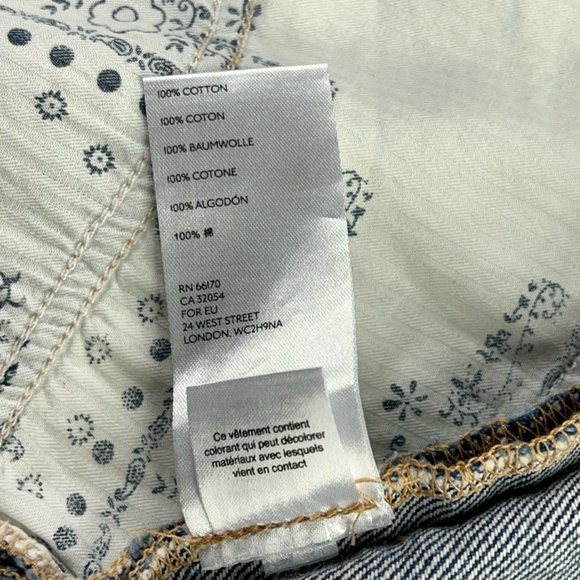 100% COTTON
100% COTON
100% BAUMWOLLE
100% COTONE
100% ALGODÓN
100% 棉
RN 66170
CA 32054
FOR EU
24 WEST STREET
LONDON, WC2H9NA
Ce vêtement contient
colorant qui peut décolorer
matériaux avec lesquels
vient en contact